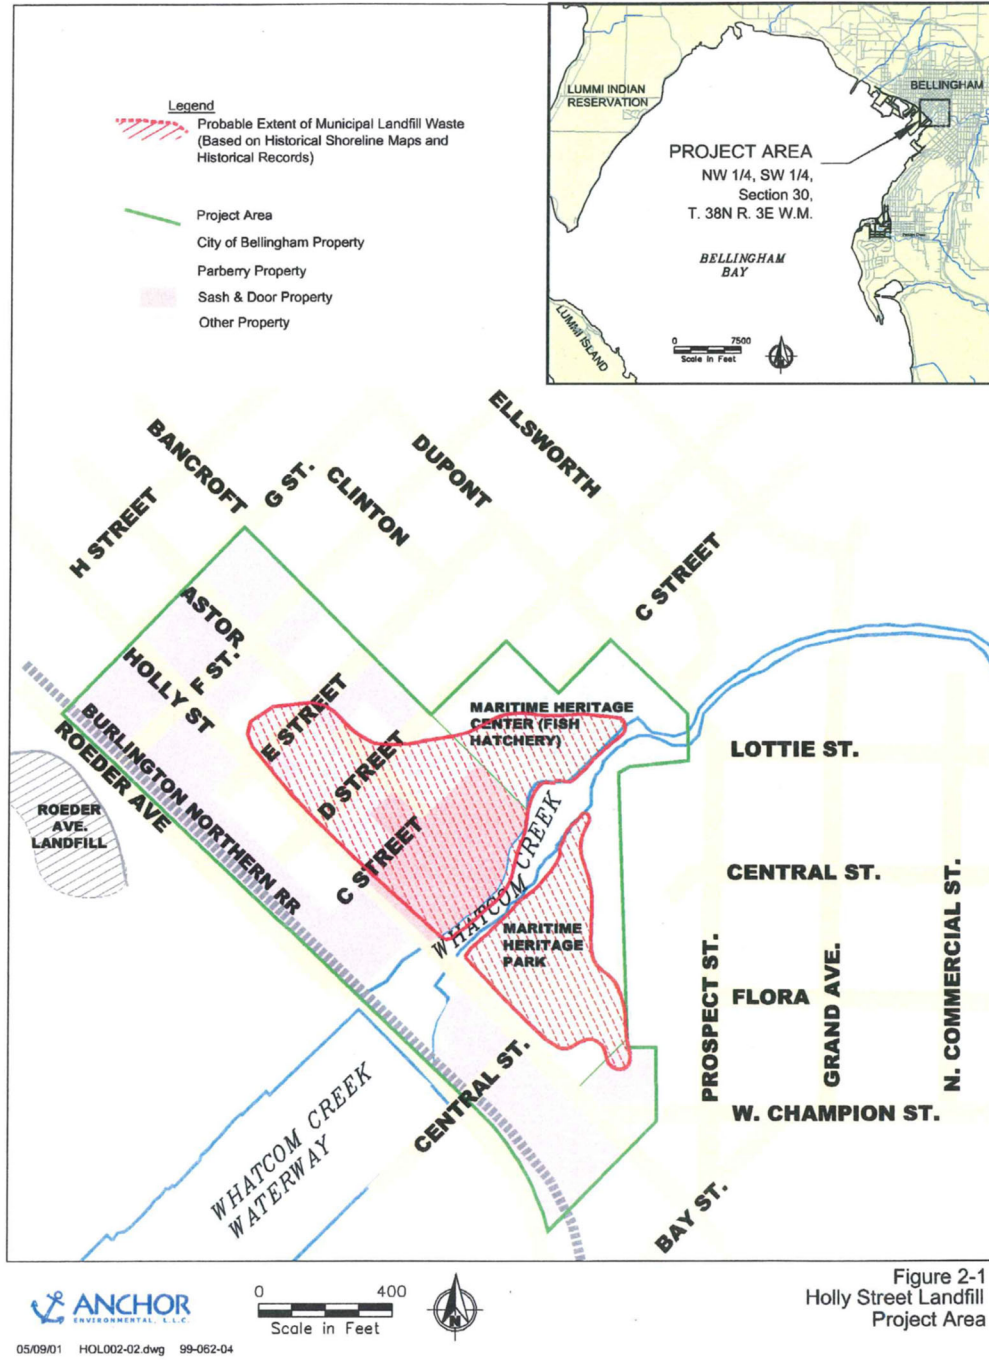 Legend
Probable Extent of Municipal Landfill Waste
(Based on Historical Shoreline Maps and
Historical Records)
Project Area
City of Bellingham Property
Parberry Property
Sash & Door Property
Other Property
LUMMI INDIAN
RESERVATION
BELLINGHAM
PROJECT AREA
NW 1/4, SW 1/4,
Section 30,
T. 38N R. 3E W.M.
BELLINGHAM
BAY
LUMMI ISLAND
0 7500
Scale in Feet
BANCROFT
G ST.
CLINTON
DUPONT
ELLSWORTH
H STREET
C STREET
ASTOR
F ST.
HOLLY ST
E STREET
D STREET
C STREET
BURLINGTON NORTHERN RR
ROEDER AVE
ROEDER
AVE.
LANDFILL
MARITIME HERITAGE
CENTER (FISH
HATCHERY)
WHATCOM CREEK
MARITIME
HERITAGE
PARK
LOTTIE ST.
CENTRAL ST.
PROSPECT ST.
FLORA
GRAND AVE.
N. COMMERCIAL ST.
W. CHAMPION ST.
CENTRAL ST.
BAY ST.
WHATCOM CREEK
WATERWAY
ANCHOR
ENVIRONMENTAL, L.L.C.
0 400
Scale in Feet
N
Figure 2-1
Holly Street Landfill
Project Area
05/09/01 HOL002-02.dwg 99-062-04